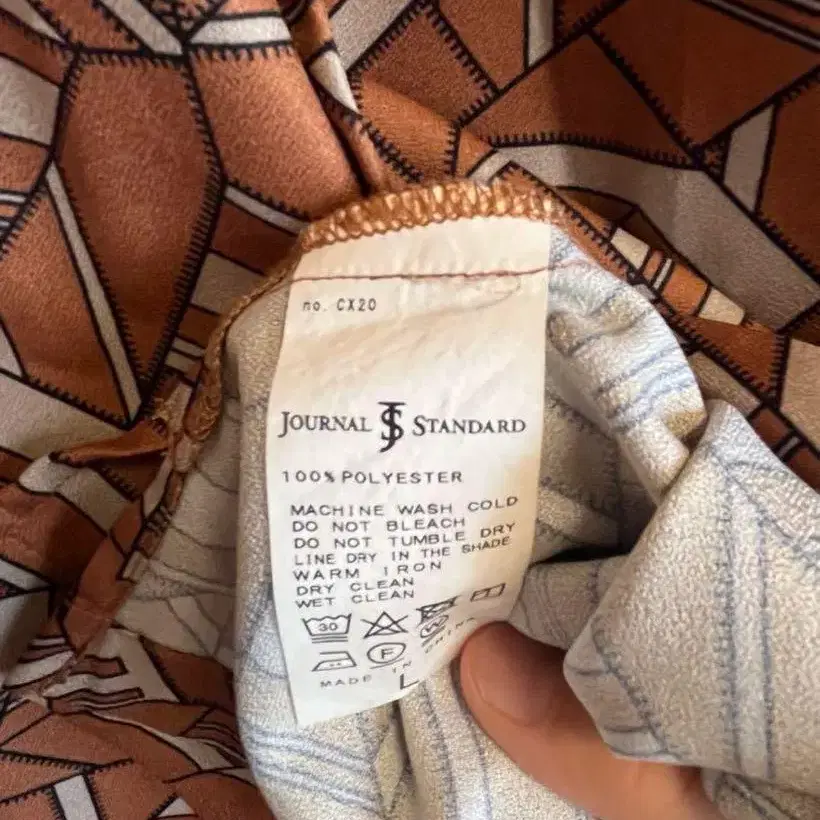 no. CX20
JOURNAL JS STANDARD
100% POLYESTER
MACHINE WASH COLD
DO NOT BLEACH
DO NOT TUMBLE DRY
LINE DRY IN THE SHADE
WARM IRON
DRY CLEAN
WET CLEAN
30
F W
MADE IN CHINA
L